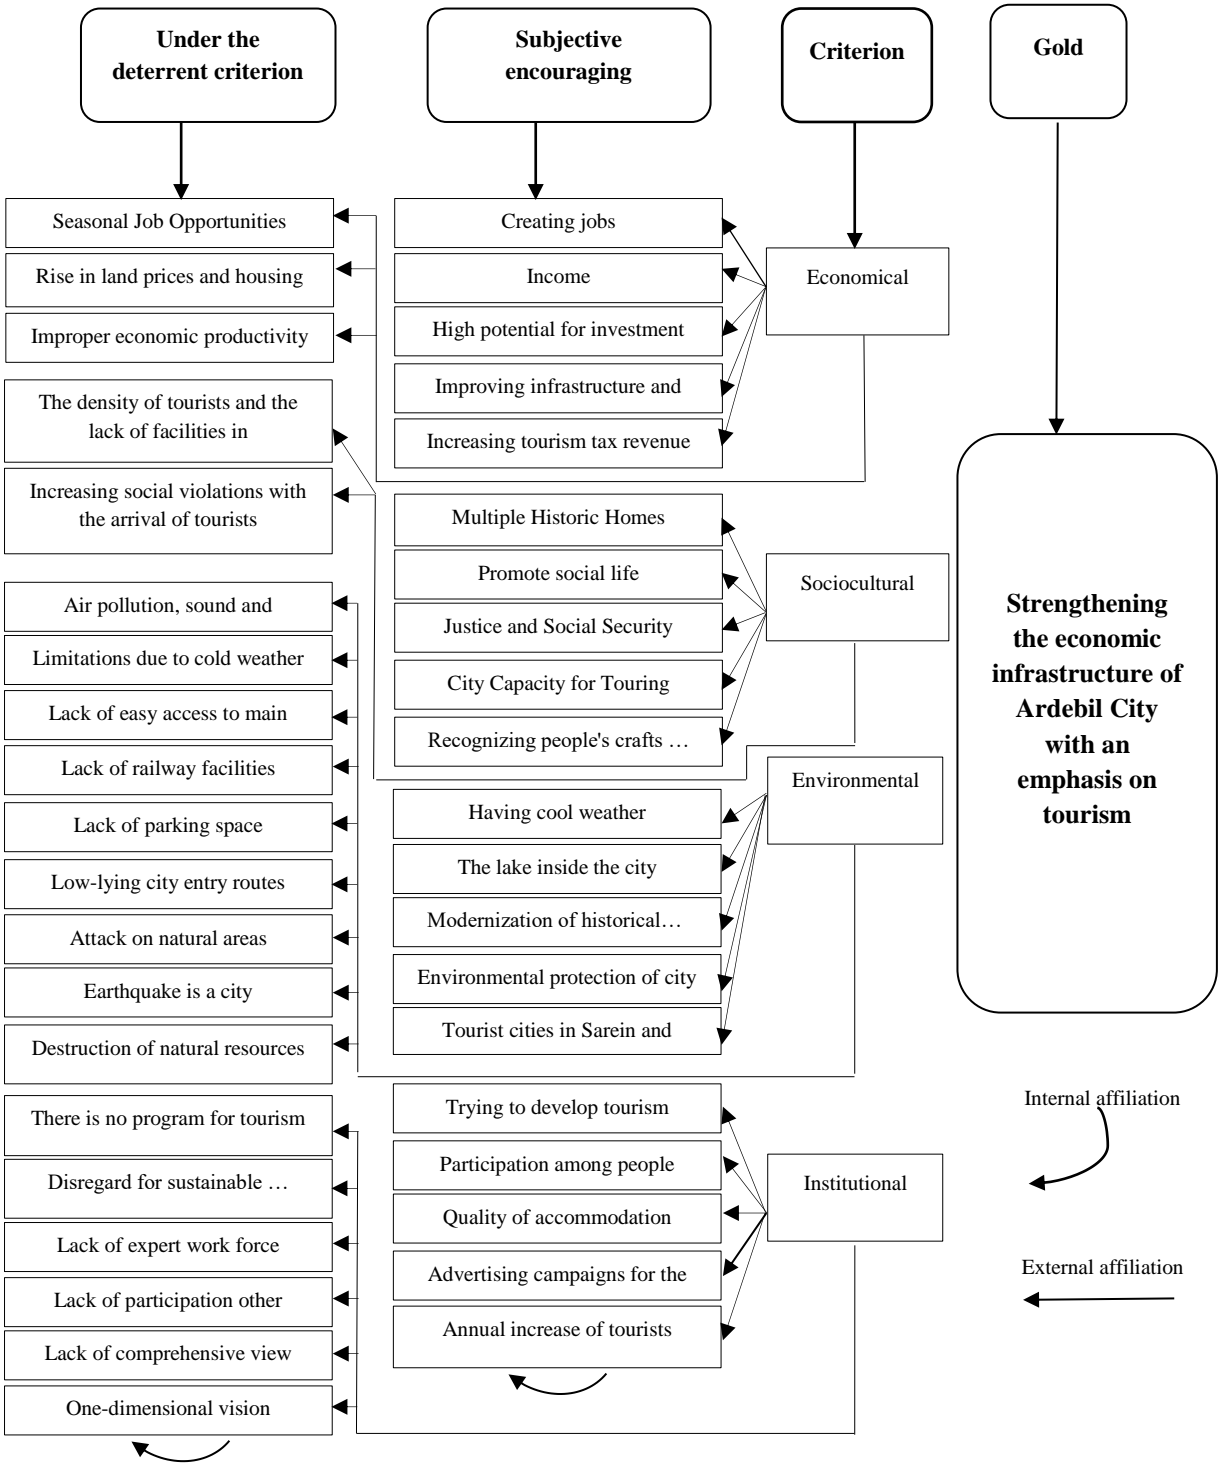 Under the
deterrent criterion
Subjective
encouraging
Criterion
Gold
Seasonal Job Opportunities
Rise in land prices and housing
Improper economic productivity
The density of tourists and the
lack of facilities in
Increasing social violations with
the arrival of tourists
Air pollution, sound and
Limitations due to cold weather
Lack of easy access to main
Lack of railway facilities
Lack of parking space
Low-lying city entry routes
Attack on natural areas
Earthquake is a city
Destruction of natural resources
There is no program for tourism
Disregard for sustainable …
Lack of expert work force
Lack of participation other
Lack of comprehensive view
One-dimensional vision
Creating jobs
Income
High potential for investment
Improving infrastructure and
Increasing tourism tax revenue
Multiple Historic Homes
Promote social life
Justice and Social Security
City Capacity for Touring
Recognizing people's crafts …
Having cool weather
The lake inside the city
Modernization of historical…
Environmental protection of city
Tourist cities in Sarein and
Trying to develop tourism
Participation among people
Quality of accommodation
Advertising campaigns for the
Annual increase of tourists
Economical
Sociocultural
Environmental
Institutional
Strengthening
the economic
infrastructure of
Ardebil City
with an
emphasis on
tourism
Internal affiliation
External affiliation